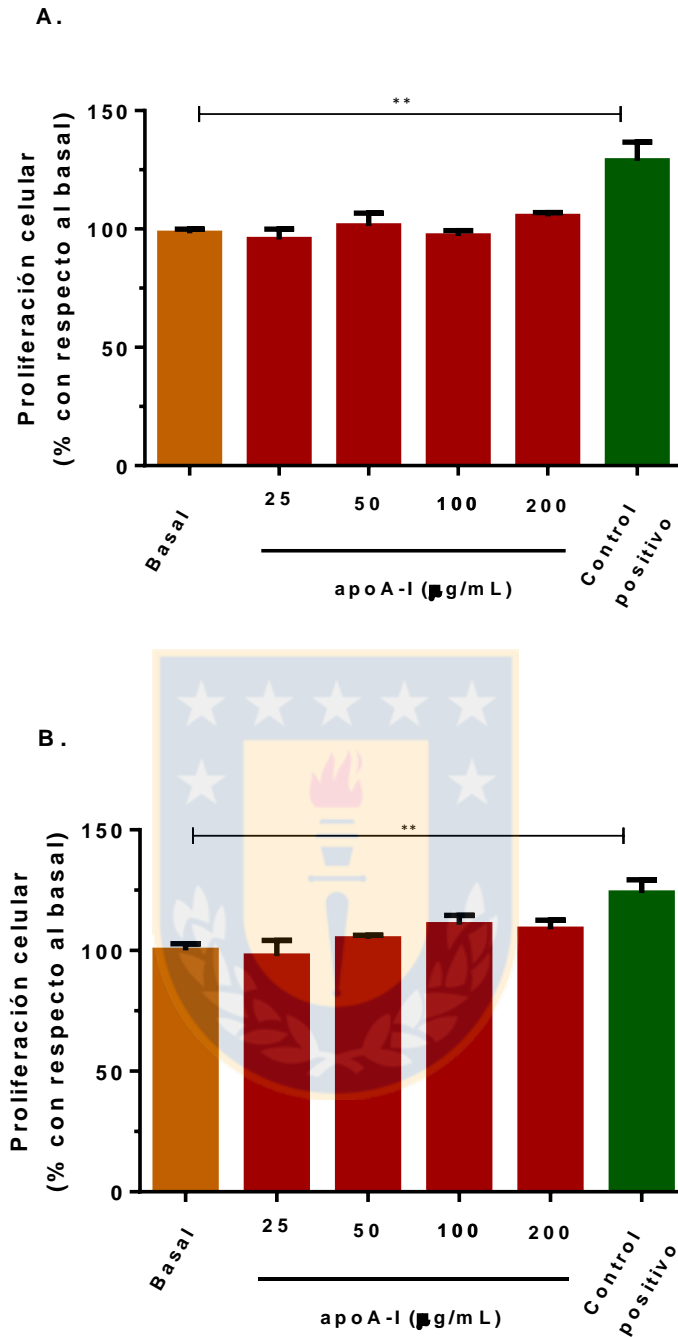 A.
Proliferación celular
(% con respecto al basal)
150
100
50
0
**
Basal
25
50
100
200
Control
positivo
apoA-I (μg/mL)
B.
Proliferación celular
(% con respecto al basal)
150
100
50
0
**
Basal
25
50
100
200
Control
positivo
apoA-I (μg/mL)